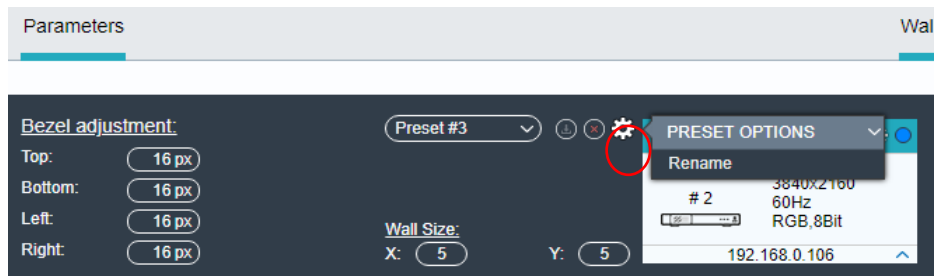 Parameters
Wal
Bezel adjustment:
Top: 16 px
Bottom: 16 px
Left: 16 px
Right: 16 px
Preset #3
Wall Size:
X: 5 Y: 5
PRESET OPTIONS
Rename
# 2
3840x2160
60Hz
RGB,8Bit
192.168.0.106